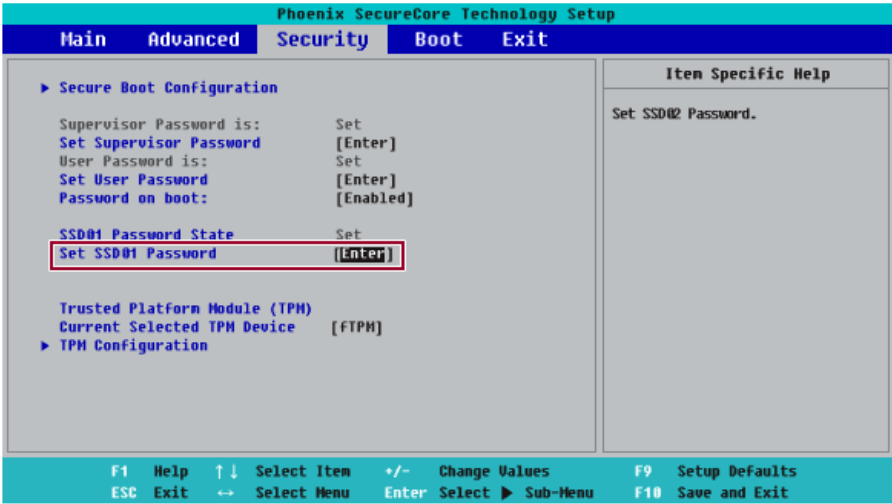 Phoenix SecureCore Technology Setup
Main Advanced Security Boot Exit
Item Specific Help
Secure Boot Configuration
Set SSD02 Password.
Supervisor Password is: Set
Set Supervisor Password [Enter]
User Password is: Set
Set User Password [Enter]
Password on boot: [Enabled]
SSD01 Password State Set
Set SSD01 Password [Enter]
Trusted Platform Module (TPM)
Current Selected TPM Device [fTPM]
TPM Configuration
F1 Help ↑↓ Select Item +/- Change Values F9 Setup Defaults
ESC Exit ↔ Select Menu Enter Select ▶ Sub-Menu F10 Save and Exit